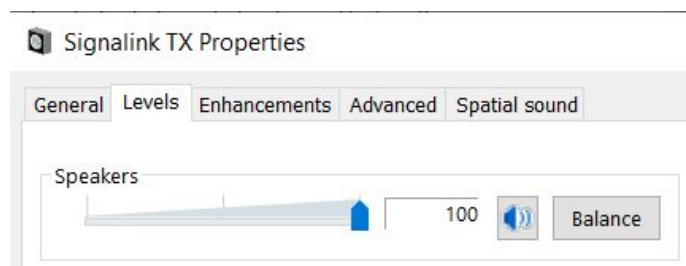 Signalink TX Properties
General Levels Enhancements Advanced Spatial sound
Speakers
100 Balance